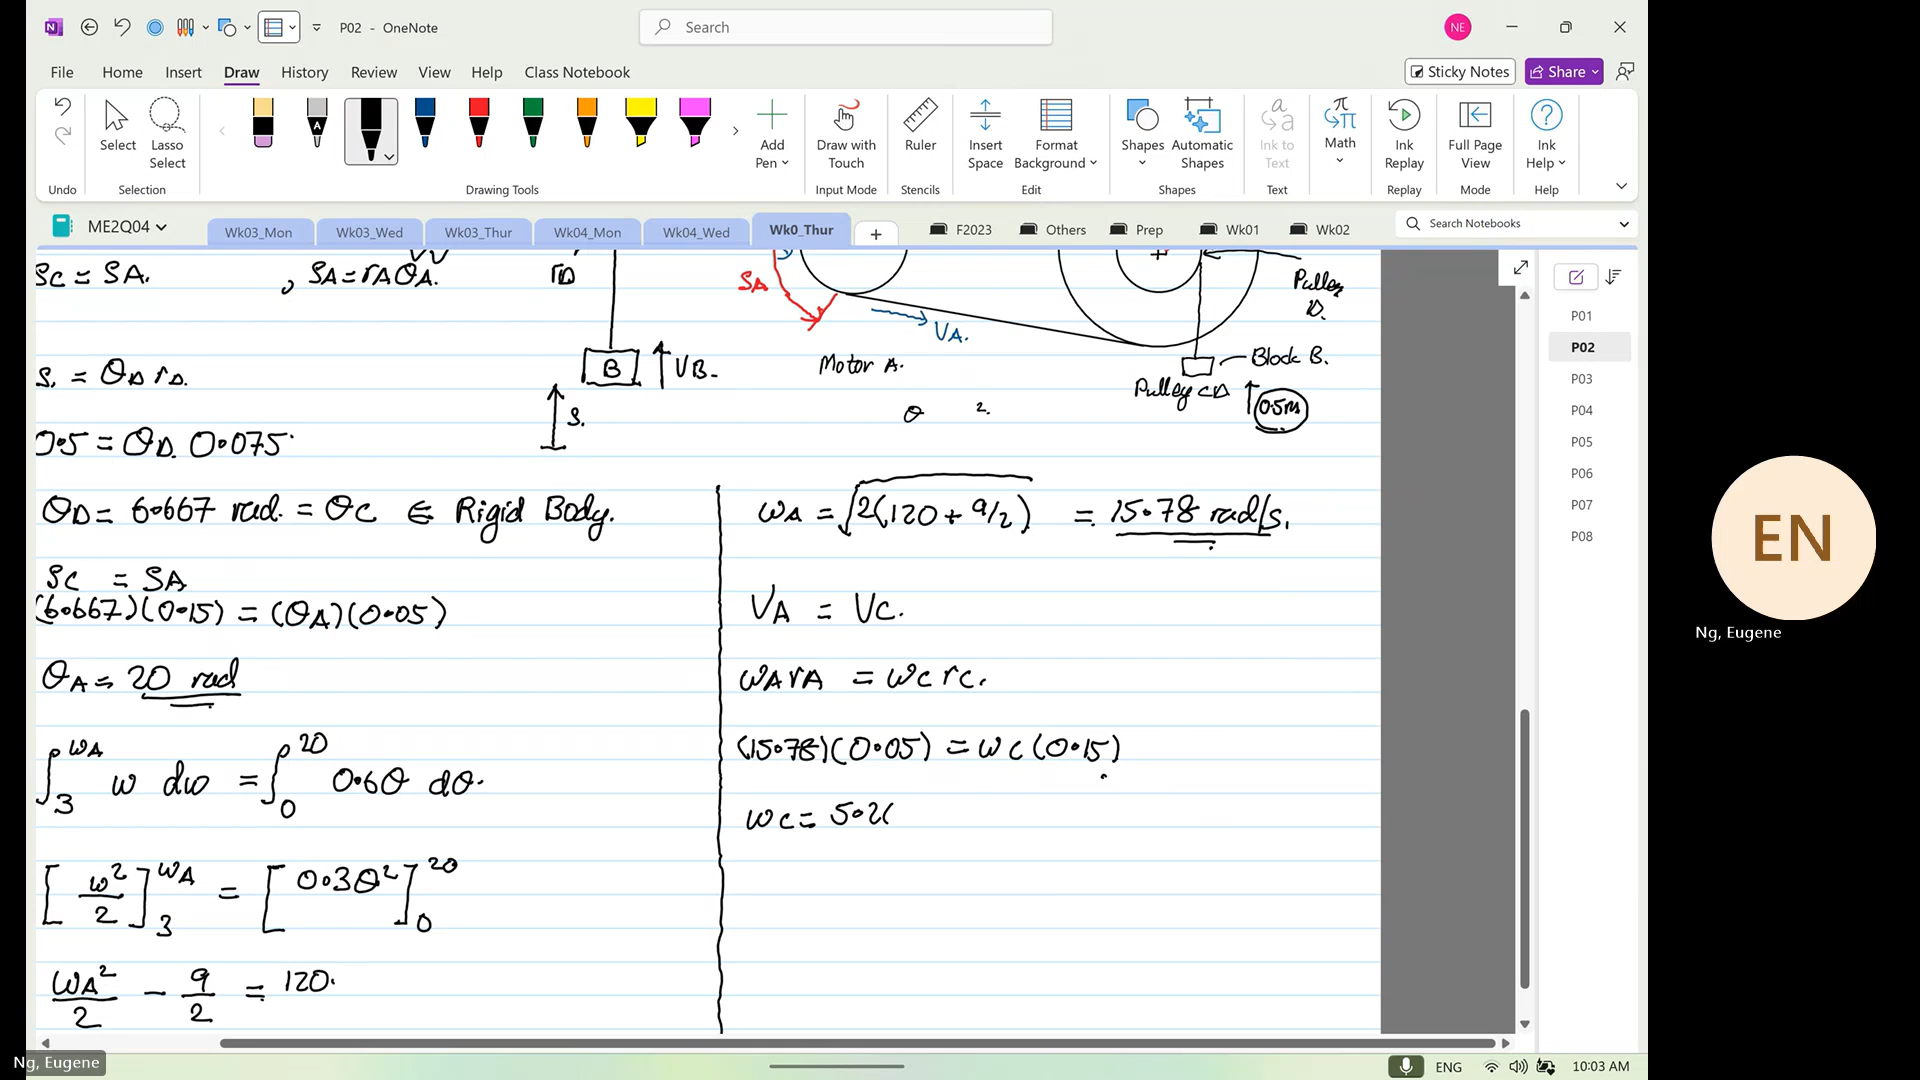 P02 - OneNote
Search
NE
File Home Insert Draw History Review View Help Class Notebook
Sticky Notes
Share
Undo
Select
Lasso Select
Selection
A
Drawing Tools
Add Pen
Draw with Touch
Input Mode
Ruler
Stencils
Insert Space
Format Background
Edit
Shapes
Automatic Shapes
Shapes
Ink to Text
Text
Math
Ink Replay
Replay
Full Page View
Mode
Ink Help
Help
ME2Q04
Wk03_Mon Wk03_Wed Wk03_Thur Wk04_Mon Wk04_Wed Wk0_Thur
F2023 Others Prep Wk01 Wk02
Search Notebooks
P01
P02
P03
P04
P05
P06
P07
P08
SC = SA. , SA = rAθA.
rD
S. = θD rD.
0.5 = θD. 0.075
θD = 6.667 rad. = θC ∈ Rigid Body.
SC = SA
(6.667)(0.15) = (θA)(0.05)
θA = 20 rad
∫₃^ωA ω dω = ∫₀^20 0.6θ dθ.
[ω²/2]₃^ωA = [0.3θ²]₀^20
ωA²/2 - 9/2 = 120.
B
VB
S.
SA
VA.
Motor A.
Pulley D.
Block B.
Pulley CD
0.5m
θ 2.
ωA = √2(120 + 9/2) = 15.78 rad/s.
VA = VC.
ωArA = ωCrC.
(15.78)(0.05) = ωC(0.15)
ωC = 5.2
EN
Ng, Eugene
Ng, Eugene
ENG
10:03 AM